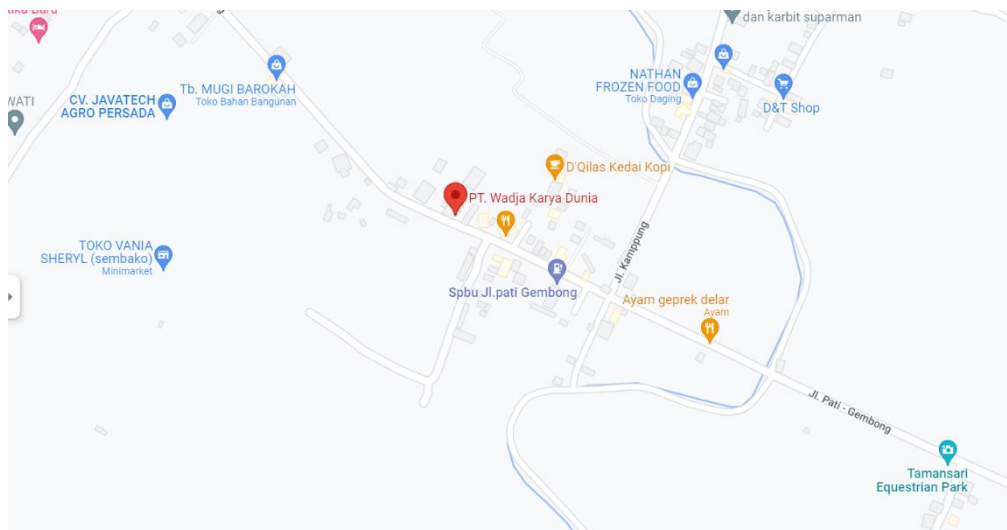 dan karbit suparman
NATHAN
FROZEN FOOD
Toko Daging
D&T Shop
Tb. MUGI BAROKAH
Toko Bahan Bangunan
CV. JAVATECH
AGRO PERSADA
WATI
D'Qilas Kedai Kopi
PT. Wadja Karya Dunia
TOKO VANIA
SHERYL (sembako)
Minimarket
Jl. Kamppung
Spbu Jl.pati Gembong
Ayam geprek delar
Ayam
Jl. Pati - Gembong
Tamansari
Equestrian Park